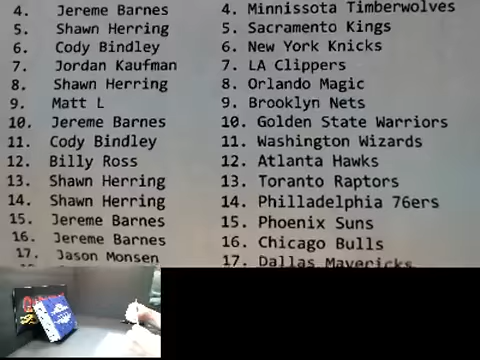 4. Jereme Barnes 4. Minnissota Timberwolves
5. Shawn Herring 5. Sacramento Kings
6. Cody Bindley 6. New York Knicks
7. Jordan Kaufman 7. LA Clippers
8. Shawn Herring 8. Orlando Magic
9. Matt L 9. Brooklyn Nets
10. Jereme Barnes 10. Golden State Warriors
11. Cody Bindley 11. Washington Wizards
12. Billy Ross 12. Atlanta Hawks
13. Shawn Herring 13. Toranto Raptors
14. Shawn Herring 14. Philladelphia 76ers
15. Jereme Barnes 15. Phoenix Suns
16. Jereme Barnes 16. Chicago Bulls
17. Jason Monsen 17. Dallas Mavericks